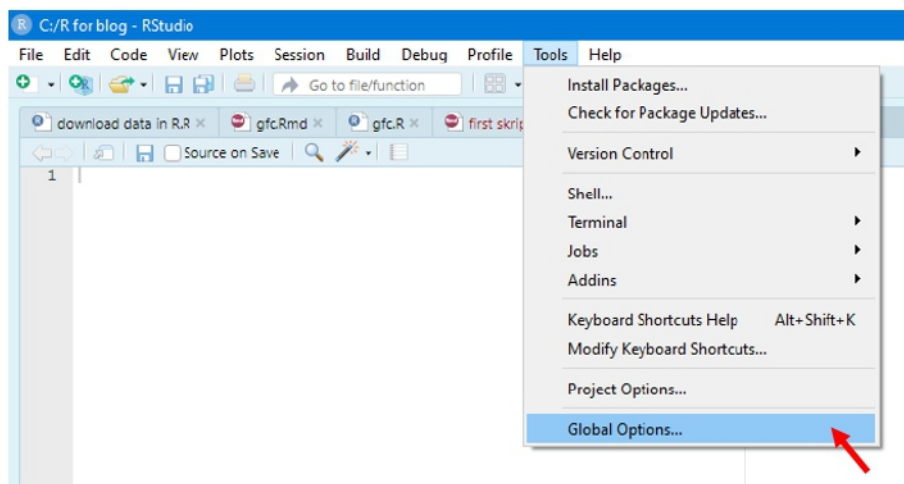 C:/R for blog - RStudio
File Edit Code View Plots Session Build Debug Profile Tools Help
Go to file/function
download data in R.R × gfc.Rmd × gfc.R × first skrip
Source on Save
1
Install Packages...
Check for Package Updates...
Version Control
Shell...
Terminal
Jobs
Addins
Keyboard Shortcuts Help Alt+Shift+K
Modify Keyboard Shortcuts...
Project Options...
Global Options...